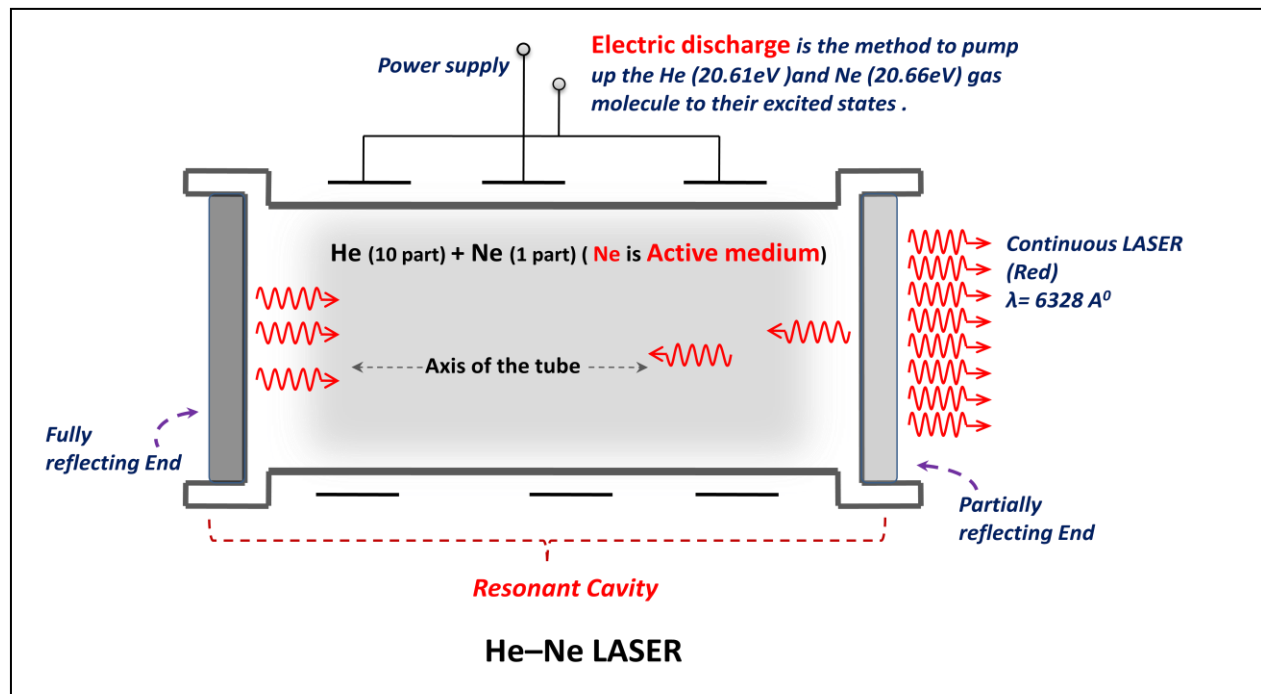 Power supply
Electric discharge is the method to pump
up the He (20.61eV )and Ne (20.66eV) gas
molecule to their excited states .
He (10 part) + Ne (1 part) ( Ne is Active medium)
Axis of the tube
Continuous LASER
(Red)
λ= 6328 A⁰
Fully
reflecting End
Partially
reflecting End
Resonant Cavity
He–Ne LASER